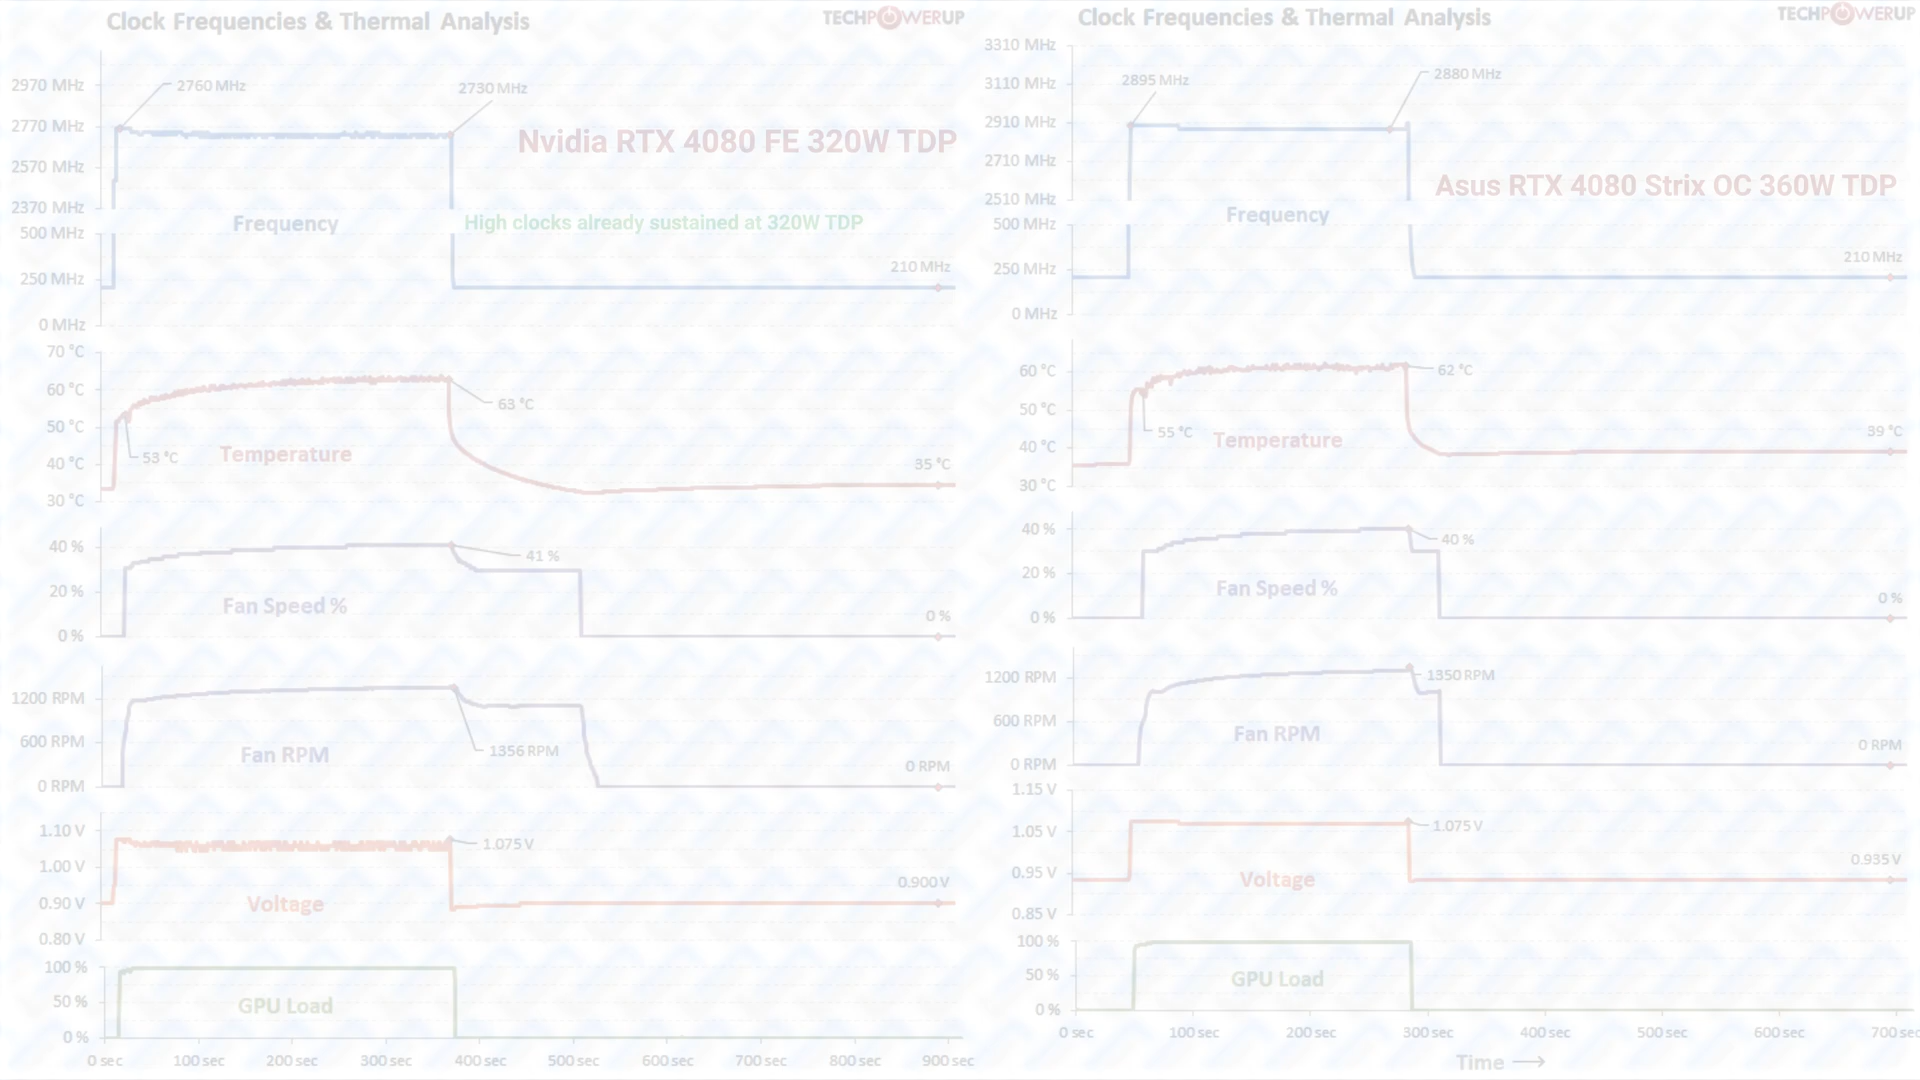 Clock Frequencies & Thermal Analysis
TECHPOWERUP
2970 MHz
2770 MHz
2570 MHz
2370 MHz
500 MHz
250 MHz
0 MHz
2760 MHz
2730 MHz
Nvidia RTX 4080 FE 320W TDP
Frequency
High clocks already sustained at 320W TDP
210 MHz
70 °C
60 °C
50 °C
40 °C
30 °C
53 °C
63 °C
Temperature
35 °C
40 %
20 %
0 %
41 %
Fan Speed %
0 %
1200 RPM
600 RPM
0 RPM
1356 RPM
Fan RPM
0 RPM
1.10 V
1.00 V
0.90 V
0.80 V
1.075 V
0.900 V
Voltage
100 %
50 %
0 %
GPU Load
0 sec 100 sec 200 sec 300 sec 400 sec 500 sec 600 sec 700 sec 800 sec 900 sec
Clock Frequencies & Thermal Analysis
TECHPOWERUP
3310 MHz
3110 MHz
2910 MHz
2710 MHz
2510 MHz
500 MHz
250 MHz
0 MHz
2895 MHz
2880 MHz
Asus RTX 4080 Strix OC 360W TDP
Frequency
210 MHz
60 °C
50 °C
40 °C
30 °C
62 °C
55 °C
Temperature
39 °C
40 %
20 %
0 %
40 %
Fan Speed %
0 %
1200 RPM
600 RPM
0 RPM
1350 RPM
Fan RPM
0 RPM
1.15 V
1.05 V
0.95 V
0.85 V
1.075 V
0.935 V
Voltage
100 %
50 %
0 %
GPU Load
0 sec 100 sec 200 sec 300 sec 400 sec 500 sec 600 sec 700 sec
Time